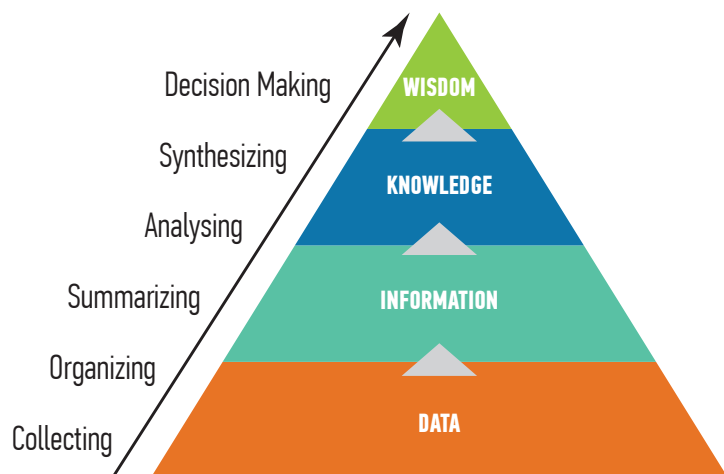 Decision Making
WISDOM
Synthesizing
KNOWLEDGE
Analysing
Summarizing
INFORMATION
Organizing
DATA
Collecting